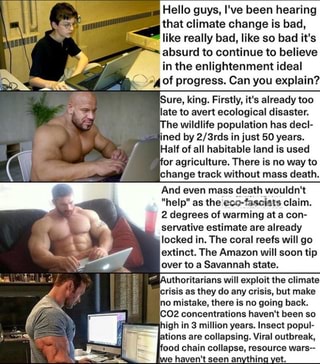 Hello guys, I've been hearing
that climate change is bad,
like really bad, like so bad it's
absurd to continue to believe
in the enlightenment ideal
of progress. Can you explain?
Sure, king. Firstly, it's already too
late to avert ecological disaster.
The wildlife population has decl-
ined by 2/3rds in just 50 years.
Half of all habitable land is used
for agriculture. There is no way to
change track without mass death.
And even mass death wouldn't
"help" as the eco-fascists claim.
2 degrees of warming at a con-
servative estimate are already
locked in. The coral reefs will go
extinct. The Amazon will soon tip
over to a Savannah state.
Authoritarians will exploit the climate
crisis as they do any crisis, but make
no mistake, there is no going back.
CO2 concentrations haven't been so
high in 3 million years. Insect popul-
ations are collapsing. Viral outbreak,
food chain collapse, resource wars--
we haven't seen anything yet.